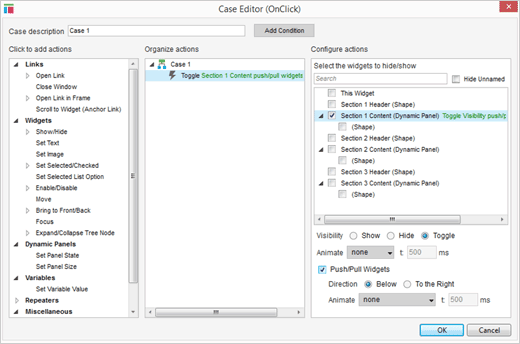 Case Editor (OnClick)
Case description
Case 1
Add Condition
Click to add actions
Links
Open Link
Close Window
Open Link in Frame
Scroll to Widget (Anchor Link)
Widgets
Show/Hide
Set Text
Set Image
Set Selected/Checked
Set Selected List Option
Enable/Disable
Move
Bring to Front/Back
Focus
Expand/Collapse Tree Node
Dynamic Panels
Set Panel State
Set Panel Size
Variables
Set Variable Value
Repeaters
Miscellaneous
Organize actions
Case 1
Toggle Section 1 Content push/pull widgets
Configure actions
Select the widgets to hide/show
Search
Hide Unnamed
This Widget
Section 1 Header (Shape)
Section 1 Content (Dynamic Panel) Toggle Visibility push/p
(Shape)
Section 2 Header (Shape)
Section 2 Content (Dynamic Panel)
(Shape)
Section 3 Header (Shape)
Section 3 Content (Dynamic Panel)
(Shape)
Visibility Show Hide Toggle
Animate none t: 500 ms
Push/Pull Widgets
Direction Below To the Right
Animate none t: 500 ms
OK Cancel